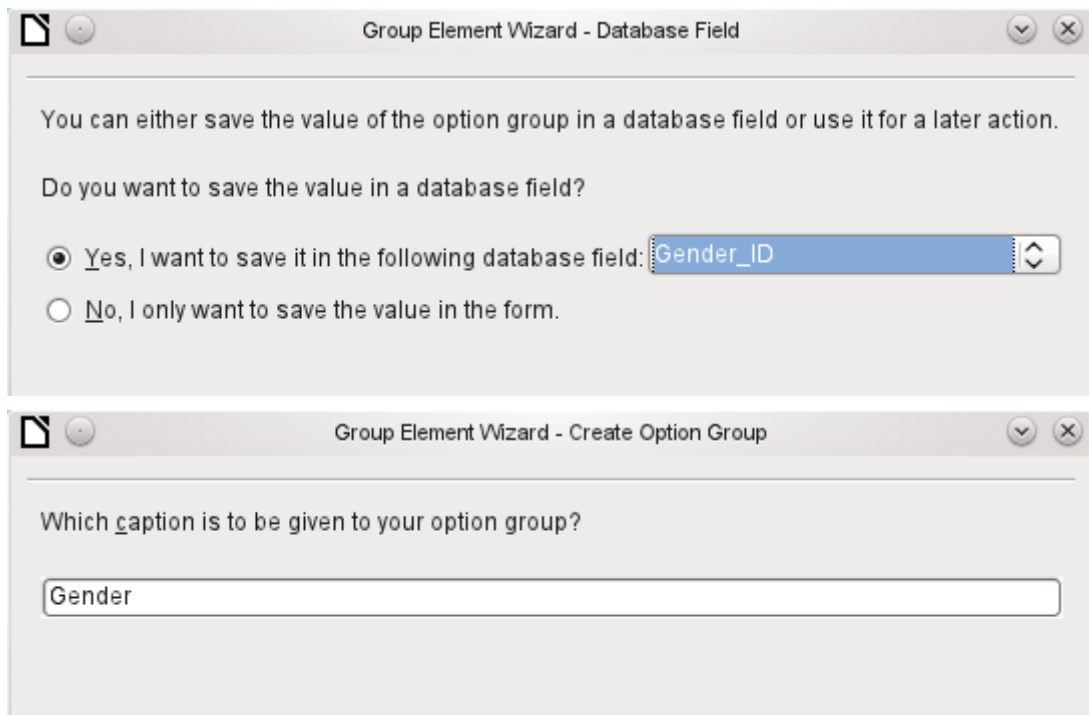 Group Element Wizard - Database Field
You can either save the value of the option group in a database field or use it for a later action.
Do you want to save the value in a database field?
Yes, I want to save it in the following database field: Gender_ID
No, I only want to save the value in the form.
Group Element Wizard - Create Option Group
Which caption is to be given to your option group?
Gender